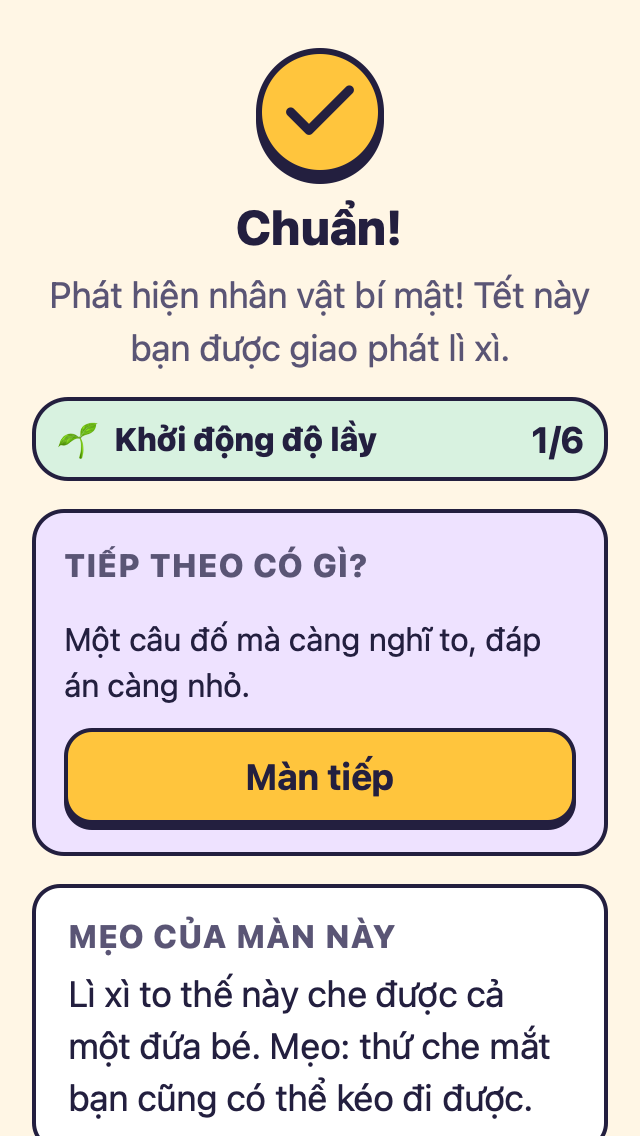 Chuẩn!
Phát hiện nhân vật bí mật! Tết này
bạn được giao phát lì xì.
Khởi động độ lầy 1/6
TIẾP THEO CÓ GÌ?
Một câu đố mà càng nghĩ to, đáp
án càng nhỏ.
Màn tiếp
MẸO CỦA MÀN NÀY
Lì xì to thế này che được cả
một đứa bé. Mẹo: thứ che mắt
bạn cũng có thể kéo đi được.